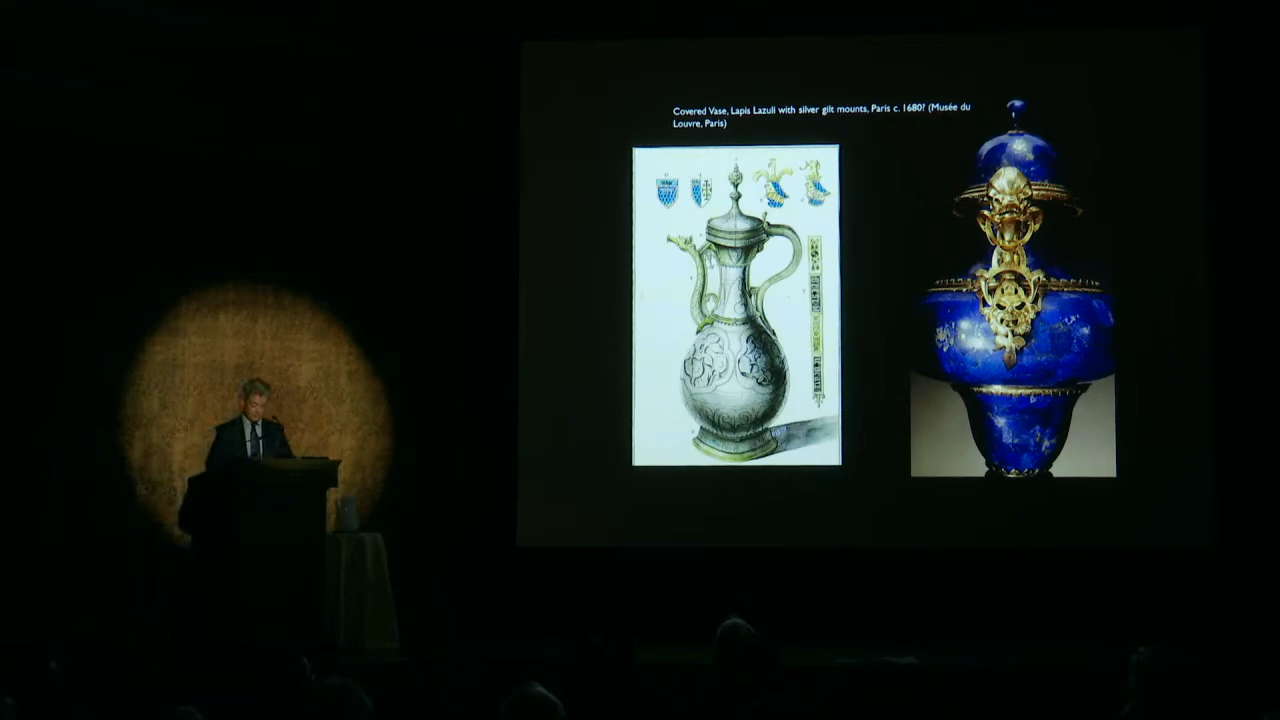 Covered Vase, Lapis Lazuli with silver gilt mounts, Paris c. 1680? (Musée du
Louvre, Paris)